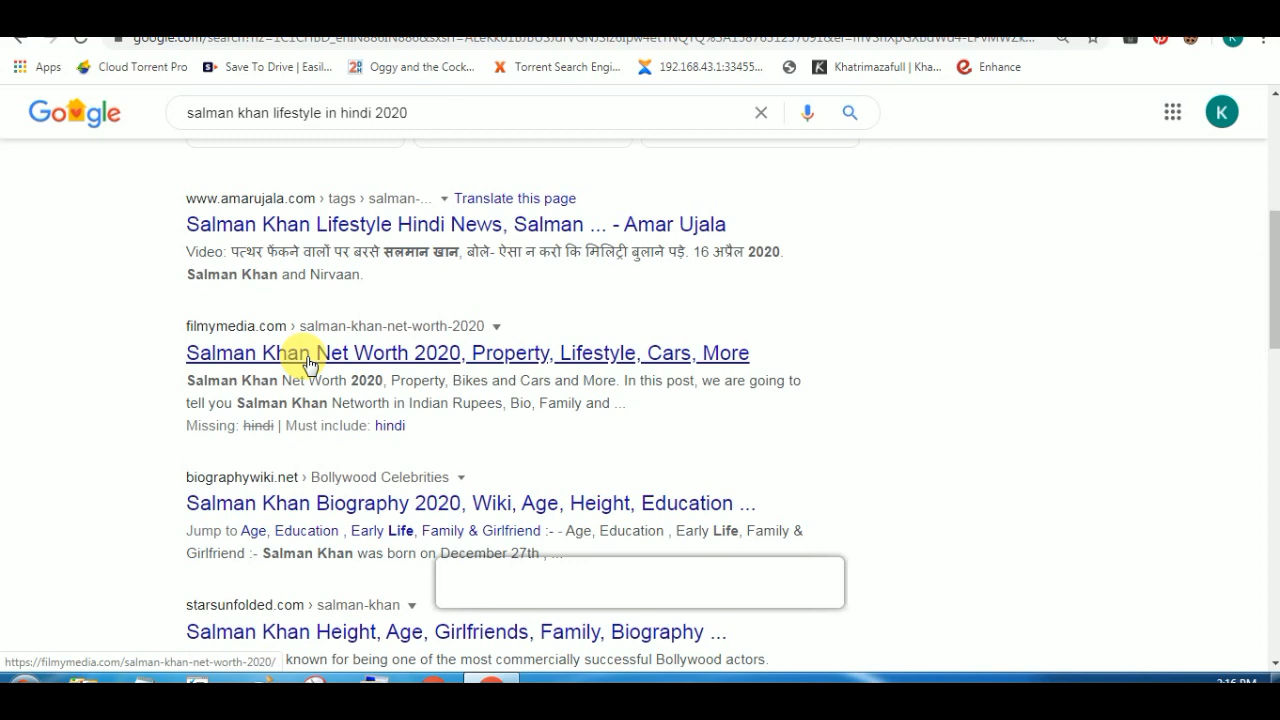 Apps
Cloud Torrent Pro
Save To Drive | Easil...
Oggy and the Cock...
Torrent Search Engi...
192.168.43.1:33455...
Khatrimazafull | Kha...
Enhance
Google
salman khan lifestyle in hindi 2020
K
www.amarujala.com › tags › salman-... Translate this page
Salman Khan Lifestyle Hindi News, Salman ... - Amar Ujala
Video: पत्थर फेंकने वालों पर बरसे सलमान खान, बोले- ऐसा न करो कि मिलिट्री बुलाने पड़े. 16 अप्रैल 2020.
Salman Khan and Nirvaan.
filmymedia.com › salman-khan-net-worth-2020
Salman Khan Net Worth 2020, Property, Lifestyle, Cars, More
Salman Khan Net Worth 2020, Property, Bikes and Cars and More. In this post, we are going to
tell you Salman Khan Networth in Indian Rupees, Bio, Family and ...
Missing: hindi | Must include: hindi
biographywiki.net › Bollywood Celebrities
Salman Khan Biography 2020, Wiki, Age, Height, Education ...
Jump to Age, Education , Early Life, Family & Girlfriend :- - Age, Education , Early Life, Family &
Girlfriend :- Salman Khan was born on December 27th , ...
starsunfolded.com › salman-khan
Salman Khan Height, Age, Girlfriends, Family, Biography ...
https://filmymedia.com/salman-khan-net-worth-2020/ known for being one of the most commercially successful Bollywood actors.
2:16 PM